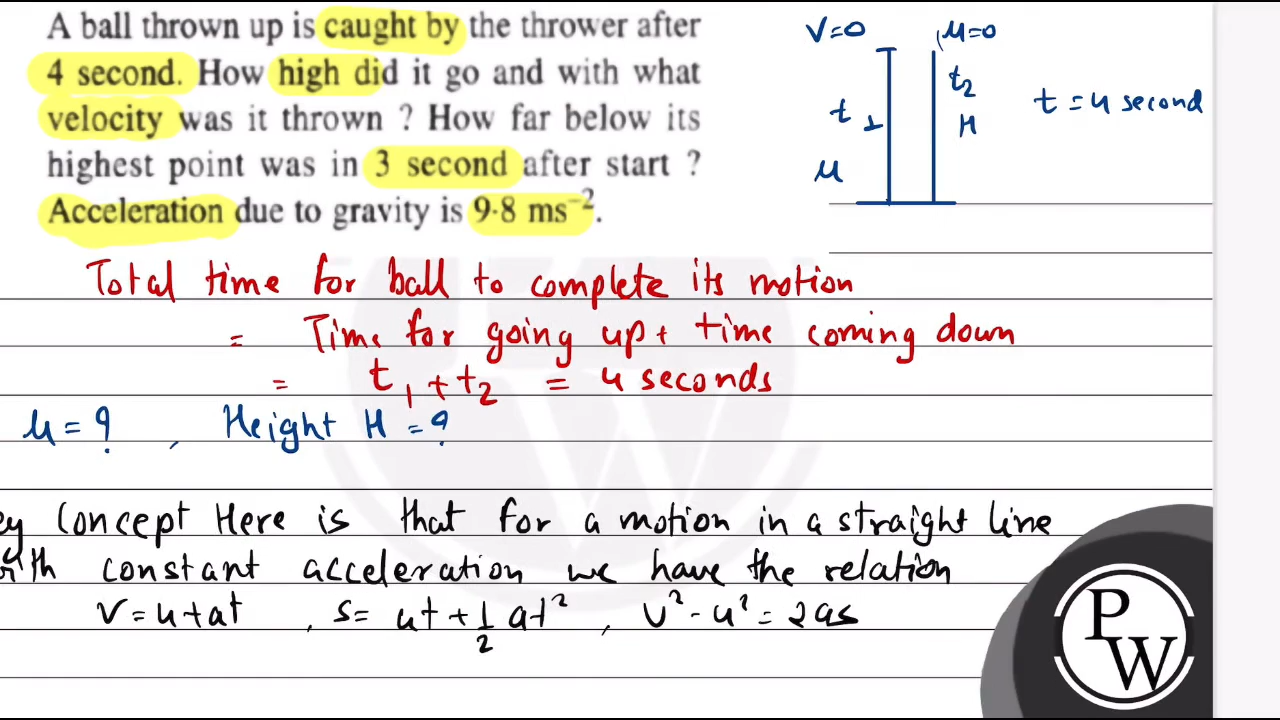 A ball thrown up is caught by the thrower after
4 second. How high did it go and with what
velocity was it thrown ? How far below its
highest point was in 3 second after start ?
Acceleration due to gravity is 9·8 ms⁻².
V=0 u=0
t₁ t₂ H t = 4 second
u
Total time for ball to complete its motion
= Time for going up + time coming down
= t₁ + t₂ = 4 seconds
u = ? , Height H = ?
ey Concept Here is that for a motion in a straight line
with constant acceleration we have the relation
V = u + at , s = ut + 1/2 at² , v² - u² = 2as
PW